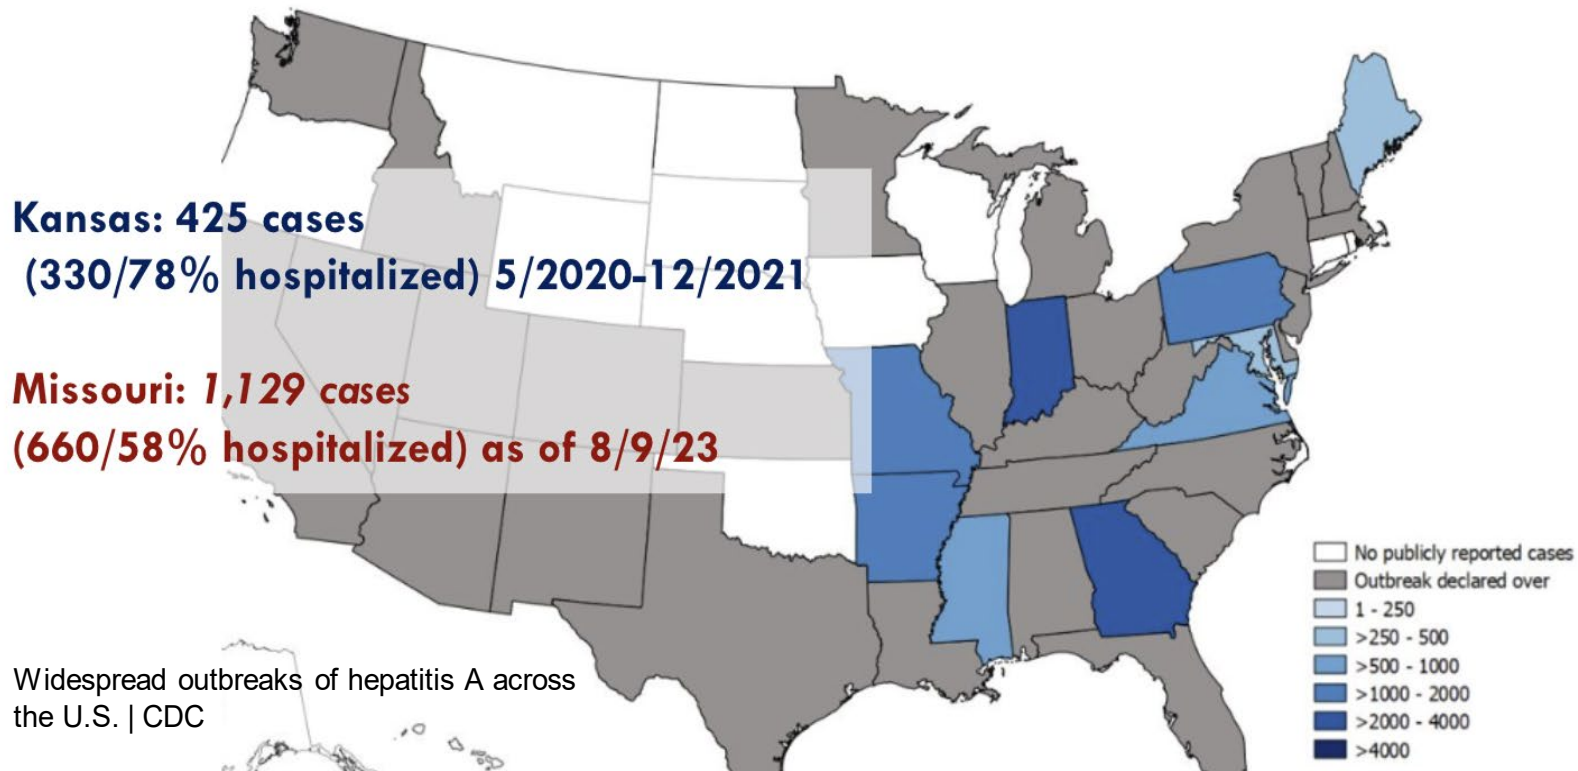 Kansas: 425 cases
(330/78% hospitalized) 5/2020-12/2021
Missouri: 1,129 cases
(660/58% hospitalized) as of 8/9/23
Widespread outbreaks of hepatitis A across
the U.S. | CDC
No publicly reported cases
Outbreak declared over
1 - 250
>250 - 500
>500 - 1000
>1000 - 2000
>2000 - 4000
>4000